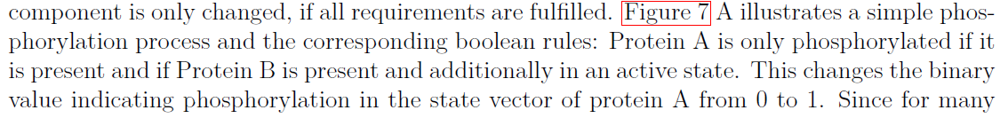 component is only changed, if all requirements are fulfilled. Figure 7 A illustrates a simple phos-
phorylation process and the corresponding boolean rules: Protein A is only phosphorylated if it
is present and if Protein B is present and additionally in an active state. This changes the binary
value indicating phosphorylation in the state vector of protein A from 0 to 1. Since for many